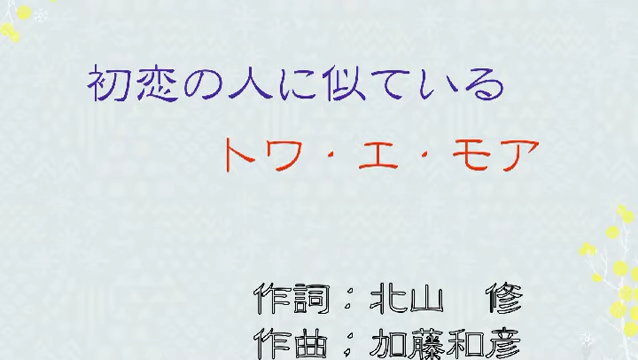 初恋の人に似ている
トワ・エ・モア
作詞：北山　修
作曲：加藤和彦